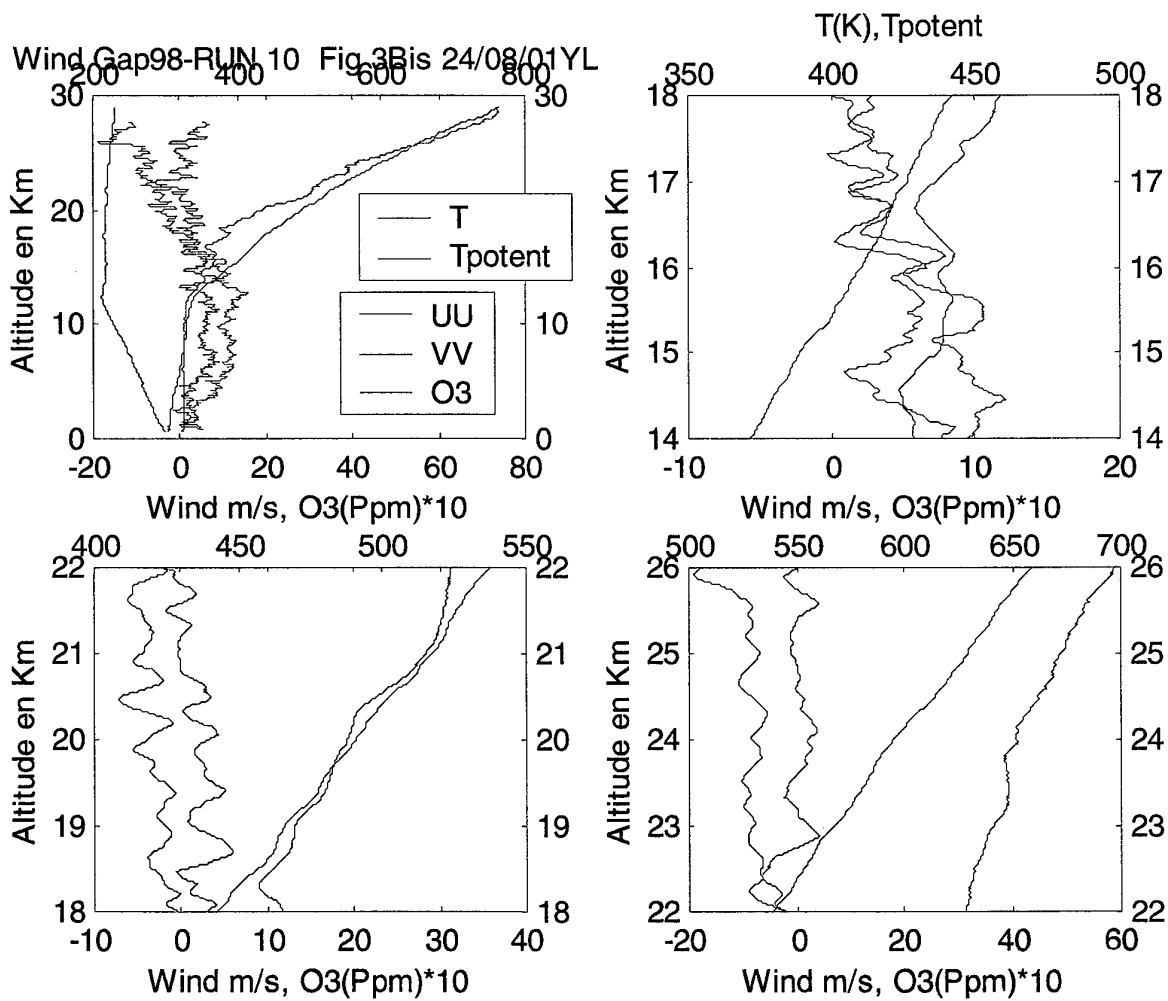 T(K),Tpotent
Wind Gap98-RUN 10 Fig 3Bis 24/08/01YL
200 400 600 800
30 30
20 20
10 10
0 0
Altitude en Km
T
Tpotent
UU
VV
O3
-20 0 20 40 60 80
Wind m/s, O3(Ppm)*10
350 400 450 500
18 18
17 17
16 16
15 15
14 14
Altitude en Km
-10 0 10 20
Wind m/s, O3(Ppm)*10
400 450 500 550
22 22
21 21
20 20
19 19
18 18
Altitude en Km
-10 0 10 20 30 40
Wind m/s, O3(Ppm)*10
500 550 600 650 700
26 26
25 25
24 24
23 23
22 22
Altitude en Km
-20 0 20 40 60
Wind m/s, O3(Ppm)*10